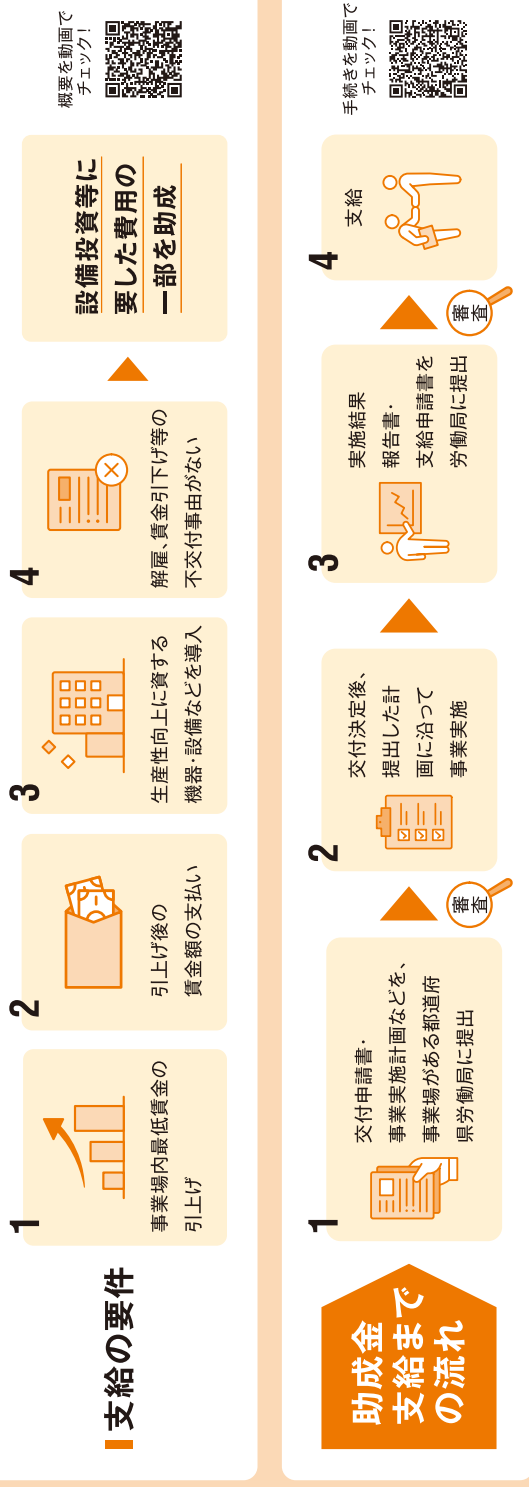 支給の要件
1
事業場内最低賃金の
引上げ
2
引上げ後の
賃金額の支払い
3
生産性向上に資する
機器・設備などを導入
4
解雇、賃金引下げ等の
不交付事由がない
設備投資等に
要した費用の
一部を助成
概要を動画で
チェック!
助成金
支給まで
の流れ
1
交付申請書・
事業実施計画などを、
事業場がある都道府
県労働局に提出
審
査
2
交付決定後、
提出した計
画に沿って
事業実施
3
実施結果
報告書・
支給申請書を
労働局に提出
審
査
4
支給
手続きを動画で
チェック!